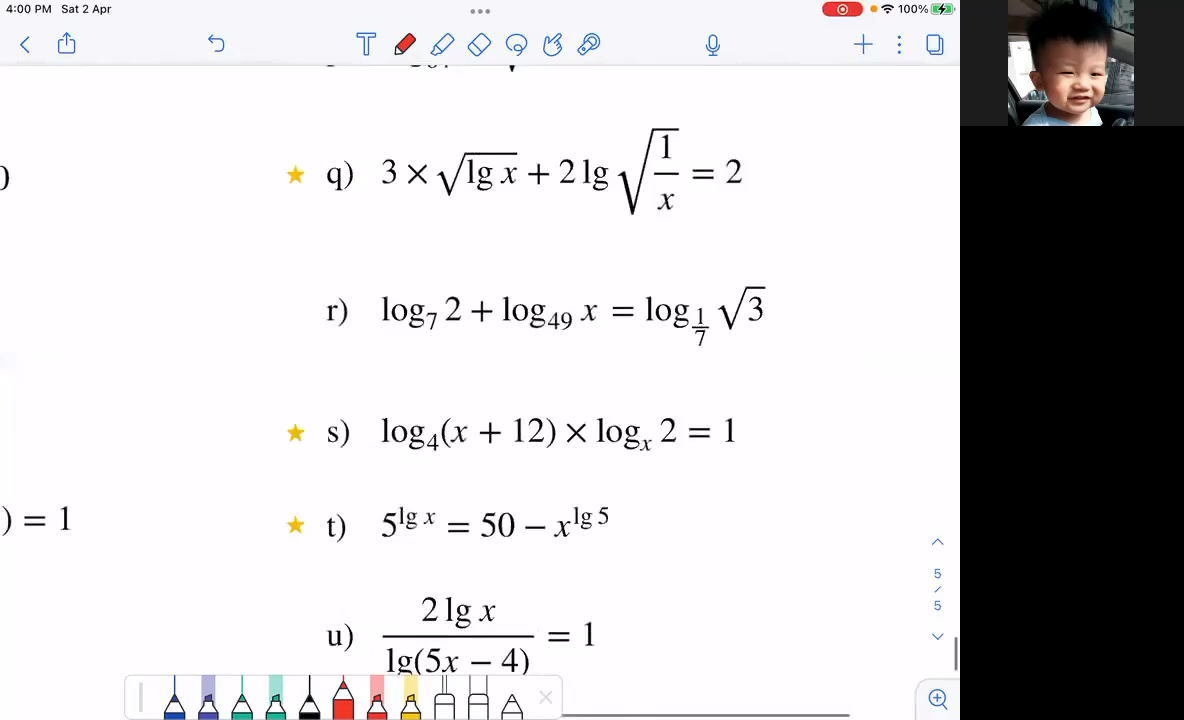 4:00 PM Sat 2 Apr
100%
q) 3 × √(lg x) + 2 lg √(1/x) = 2
r) log₇ 2 + log₄₉ x = log_(1/7) √3
s) log₄(x + 12) × logₓ 2 = 1
) = 1
t) 5^(lg x) = 50 − x^(lg 5)
u) (2 lg x)/(lg(5x − 4)) = 1
5
/
5